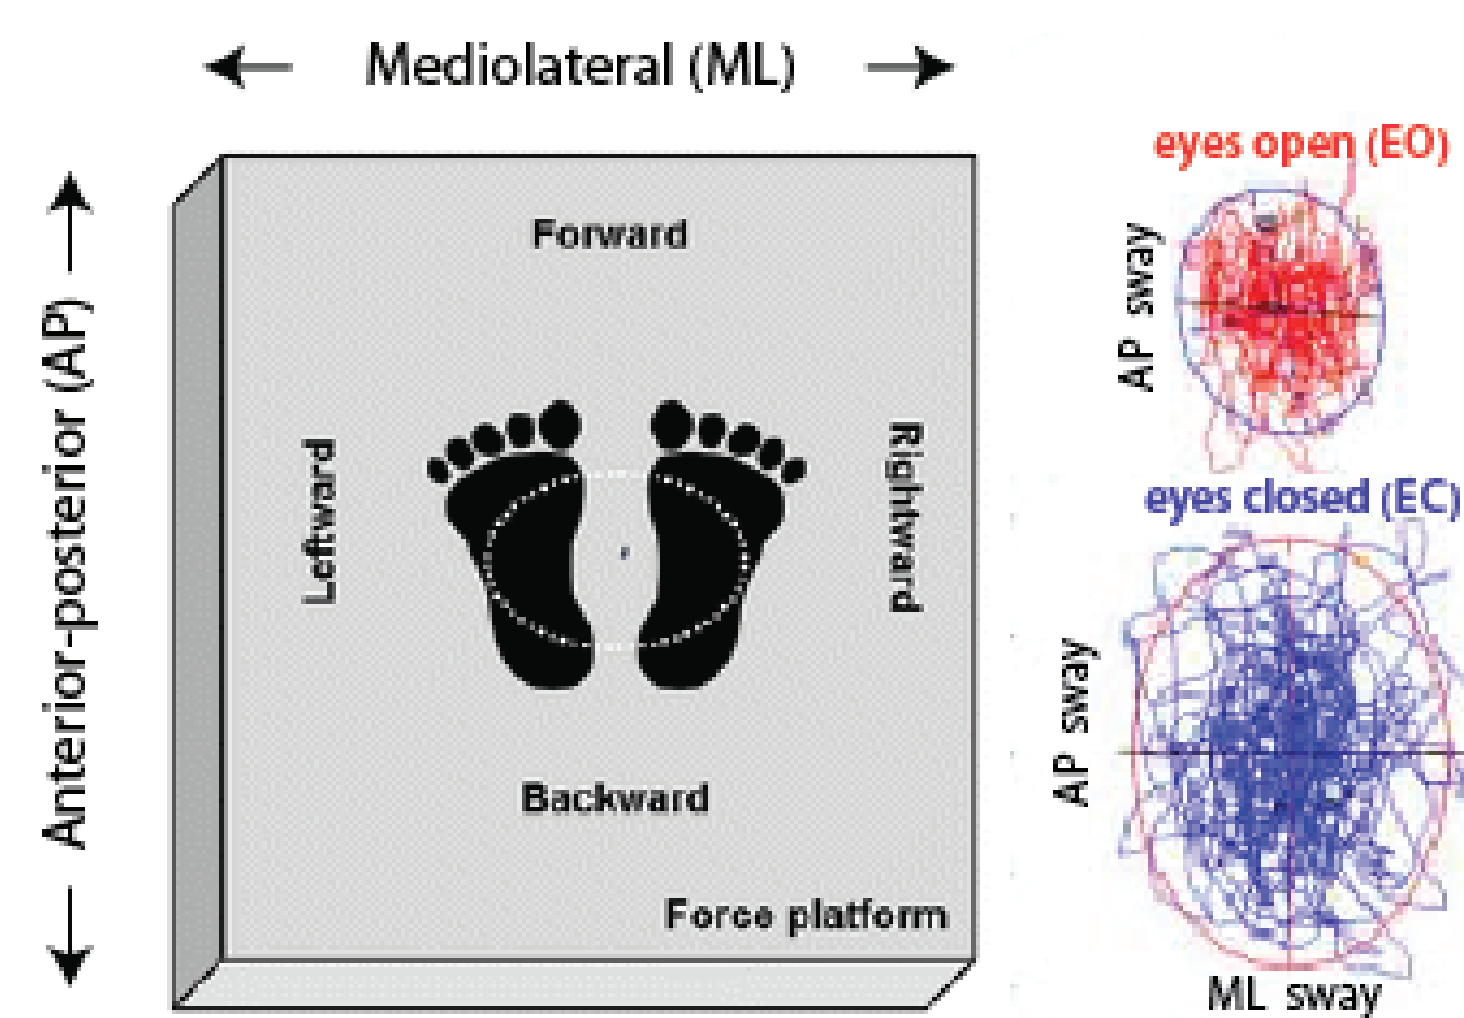 Mediolateral (ML)
Anterior-posterior (AP)
Forward
Leftward
Rightward
Backward
Force platform
eyes open (EO)
AP sway
eyes closed (EC)
AP sway
ML sway